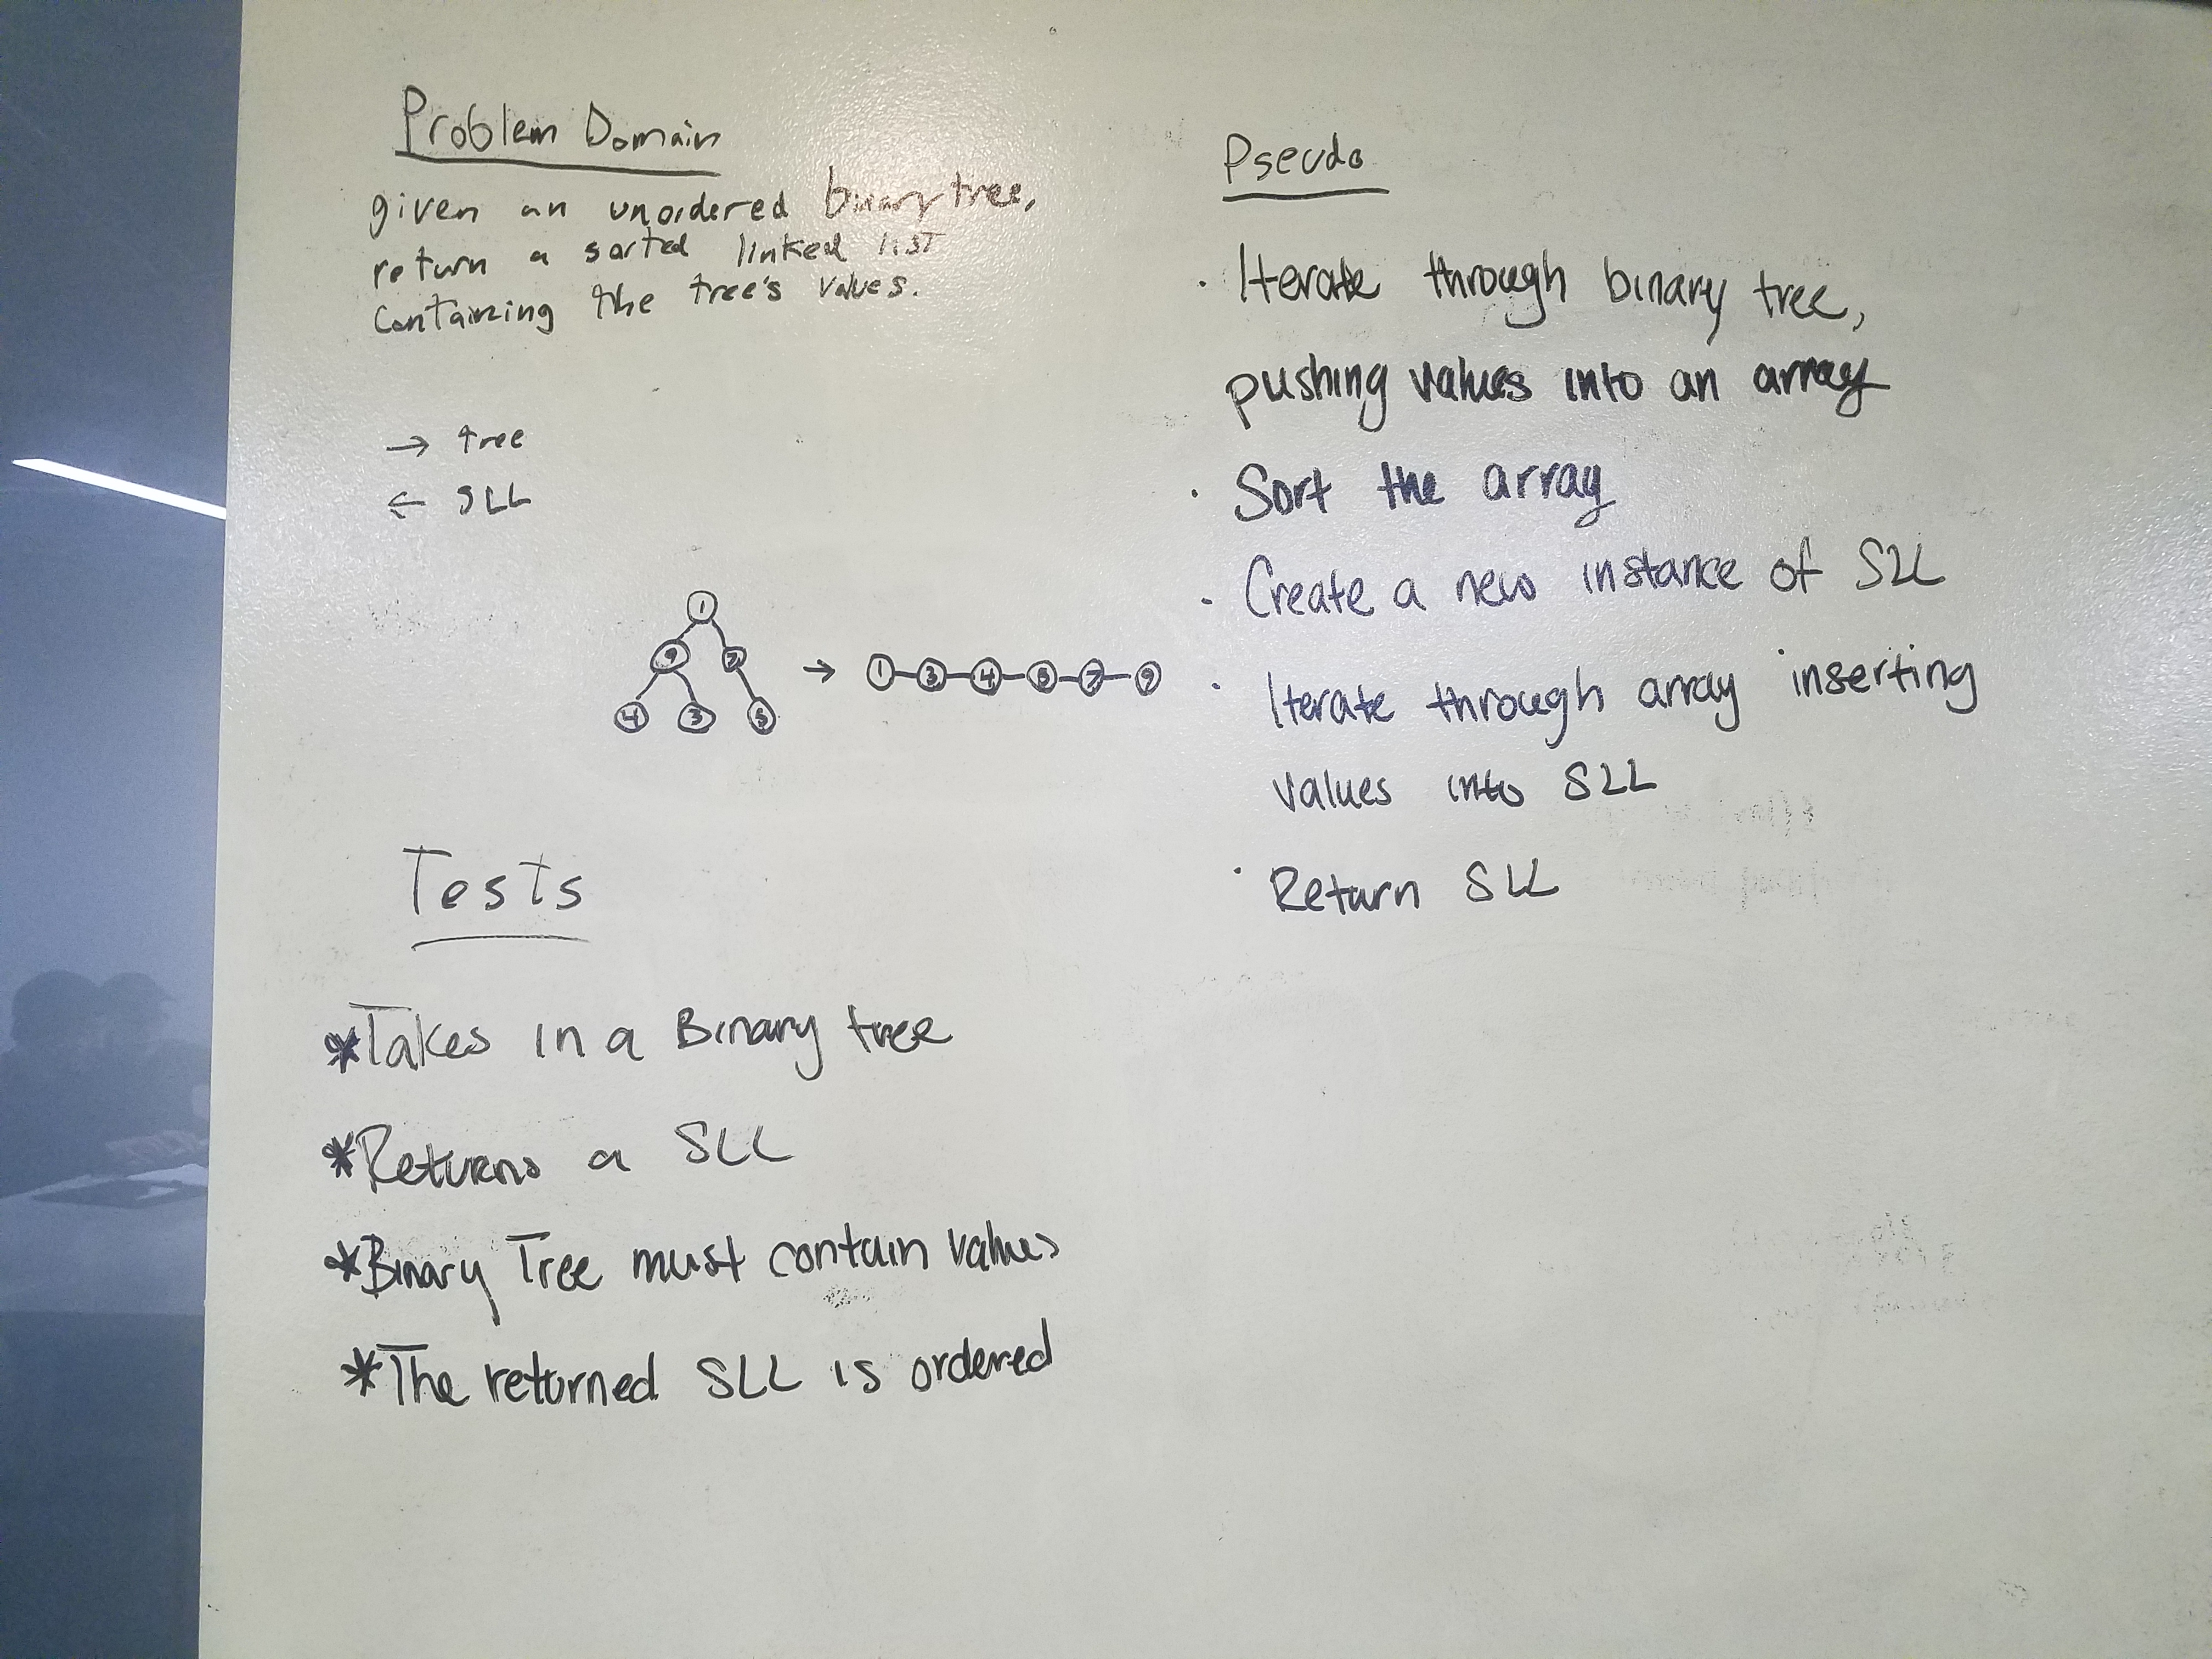 Problem Domain
given an unordered binary tree,
return a sorted linked list
containing the tree's values.
→ tree
← SLL
1
9 7
4 3 5
→ 1 3 4 5 7 9
Tests
*Takes in a Binary tree
*Returns a SLL
*Binary Tree must contain values
*The returned SLL is ordered
Pseudo
· Iterate through binary tree,
pushing values into an array
· Sort the array
· Create a new instance of SLL
· Iterate through array inserting
values into SLL
· Return SLL